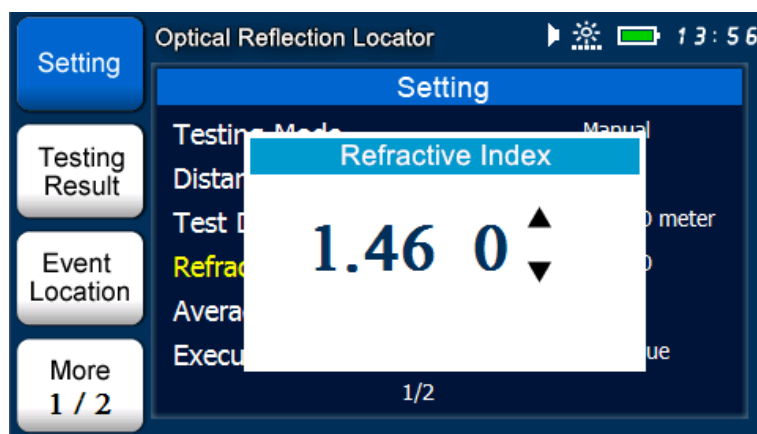 Setting
Optical Reflection Locator
13:56
Setting
Testing Mode Manual
Refractive Index
1.46 0
meter
Test
1/2
Testing
Result
Event
Location
More
1 / 2